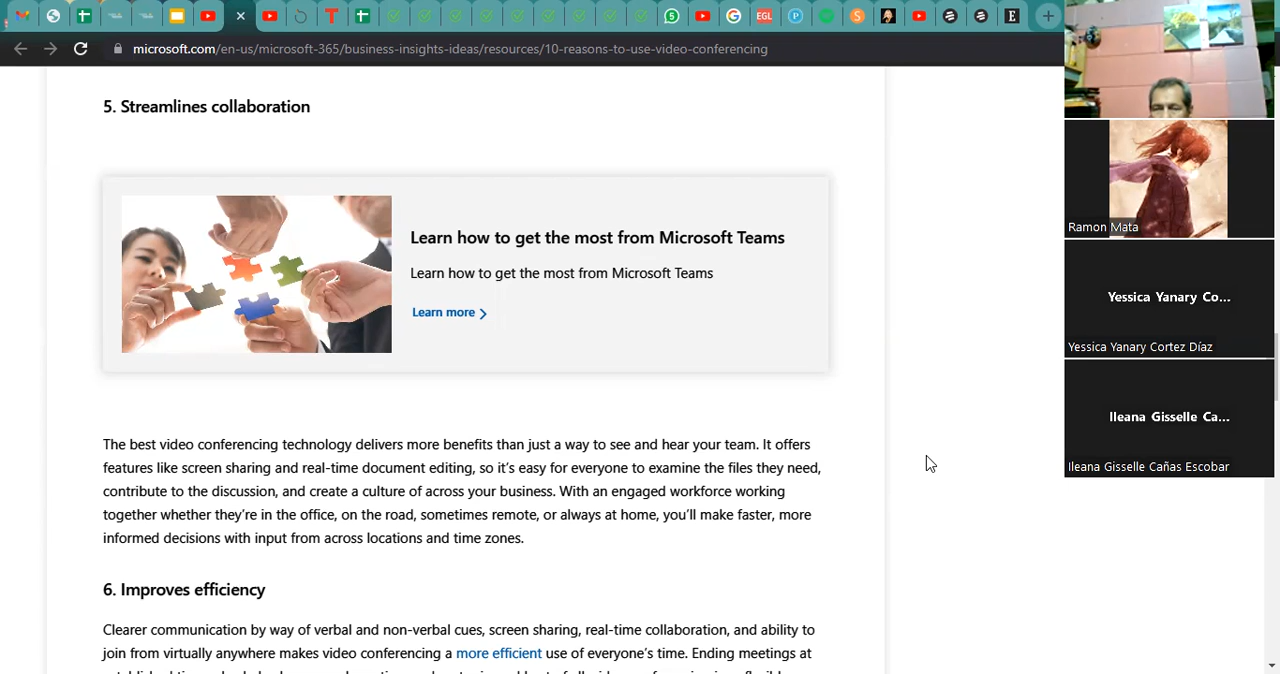 5
EGL
P
S
E
microsoft.com/en-us/microsoft-365/business-insights-ideas/resources/10-reasons-to-use-video-conferencing
5. Streamlines collaboration
Learn how to get the most from Microsoft Teams
Learn how to get the most from Microsoft Teams
Learn more
The best video conferencing technology delivers more benefits than just a way to see and hear your team. It offers
features like screen sharing and real-time document editing, so it’s easy for everyone to examine the files they need,
contribute to the discussion, and create a culture of across your business. With an engaged workforce working
together whether they’re in the office, on the road, sometimes remote, or always at home, you’ll make faster, more
informed decisions with input from across locations and time zones.
6. Improves efficiency
Clearer communication by way of verbal and non-verbal cues, screen sharing, real-time collaboration, and ability to
join from virtually anywhere makes video conferencing a more efficient use of everyone’s time. Ending meetings at
Ramon Mata
Yessica Yanary Co...
Yessica Yanary Cortez Díaz
Ileana Gisselle Ca...
Ileana Gisselle Cañas Escobar